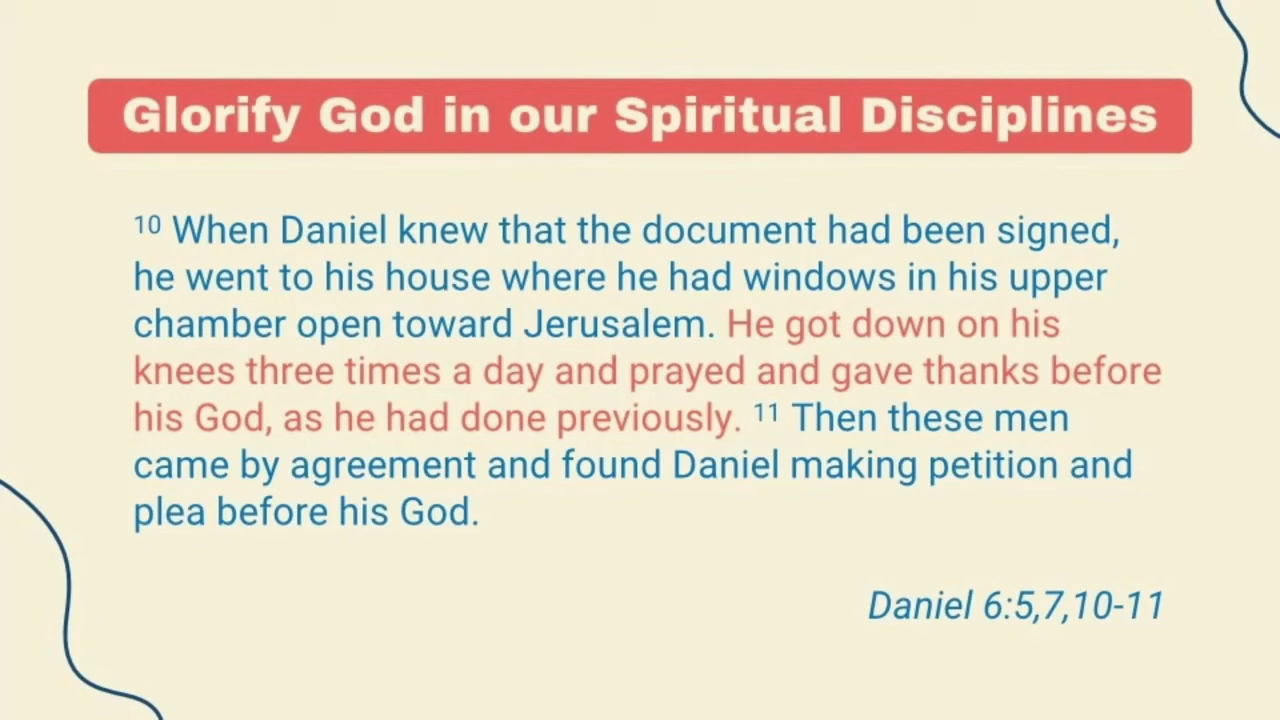 Glorify God in our Spiritual Disciplines
10 When Daniel knew that the document had been signed,
he went to his house where he had windows in his upper
chamber open toward Jerusalem. He got down on his
knees three times a day and prayed and gave thanks before
his God, as he had done previously. 11 Then these men
came by agreement and found Daniel making petition and
plea before his God.
Daniel 6:5,7,10-11